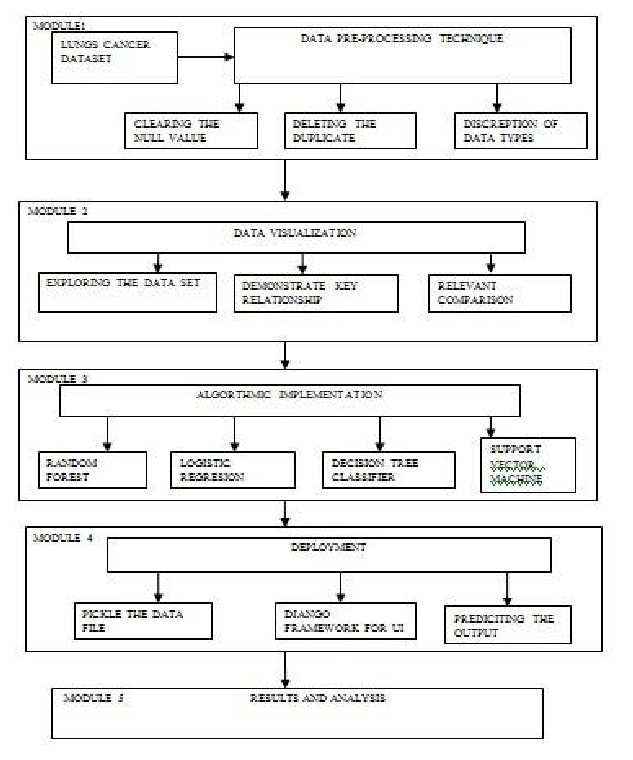 MODULE1
LUNGS CANCER
DATASET
DATA PRE-PROCESSING TECHNIQUE
CLEARING THE
NULL VALUE
DELETING THE
DUPLICATE
DISCREPTION OF
DATA TYPES
MODULE 2
DATA VISUALIZATION
EXPLORING THE DATA SET
DEMONSTRATE KEY
RELATIONSHIP
RELEVANT
COMPARISON
MODULE 3
ALGORTHMIC IMPLEMENTATION
RANDOM
FOREST
LOGISTIC
REGRESION
DECISION TREE
CLASSIFIER
SUPPORT
VECTOR
MACHINE
MODULE 4
DEPLOYMENT
PICKLE THE DATA
FILE
DJANGO
FRAMEWORK FOR UI
PREDICITING THE
OUTPUT
MODULE 5
RESULTS AND ANALYSIS